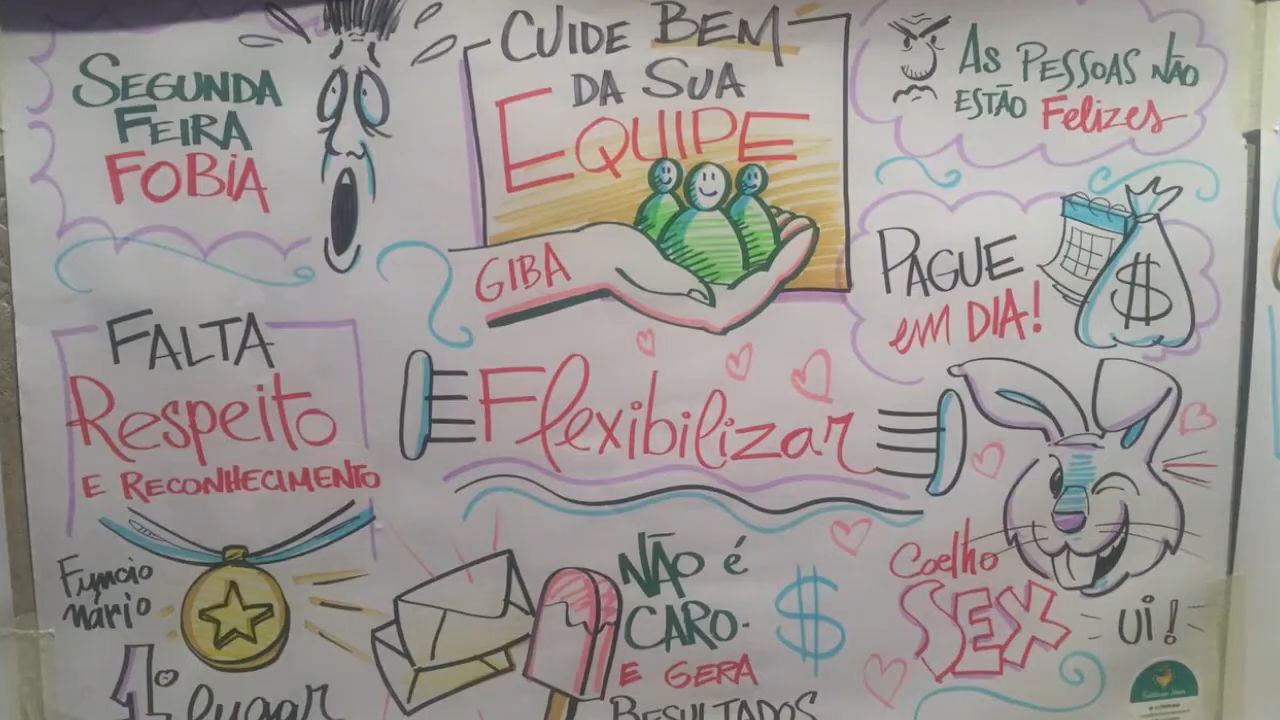 SEGUNDA
FEIRA
FOBIA
CUIDE BEM
DA SUA
EQUIPE
GIBA
AS PESSOAS NÃO
ESTÃO Felizes
PAGUE
em DIA!
$
FALTA
Respeito
E RECONHECIMENTO
Flexibilizar
Funcio
nário
1º lugar
NÃO é
CARO.
E GERA
RESULTADOS
$
Coelho
SEX
UI!